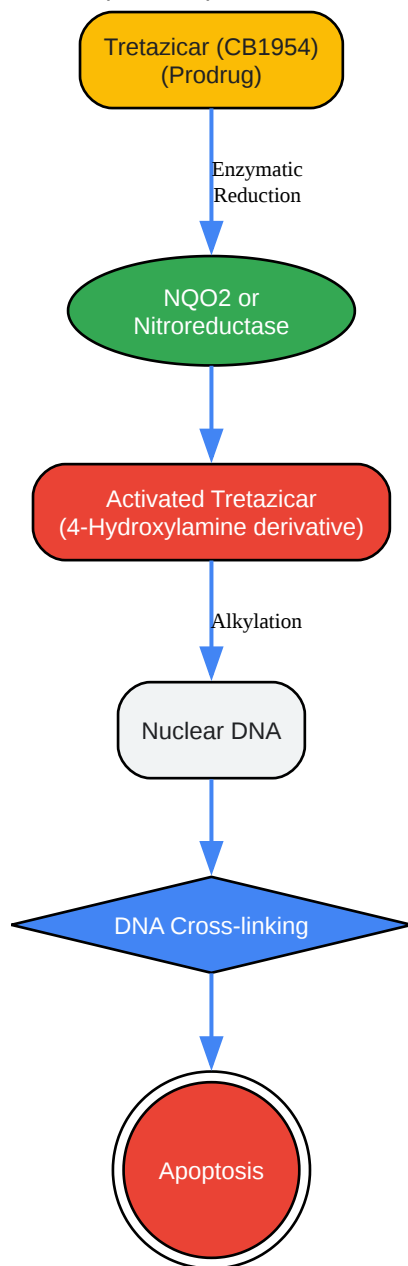 Tretazicar (CB1954)
(Prodrug)
Enzymatic
Reduction
NQO2 or
Nitroreductase
Activated Tretazicar
(4-Hydroxylamine derivative)
Alkylation
Nuclear DNA
DNA Cross-linking
Apoptosis